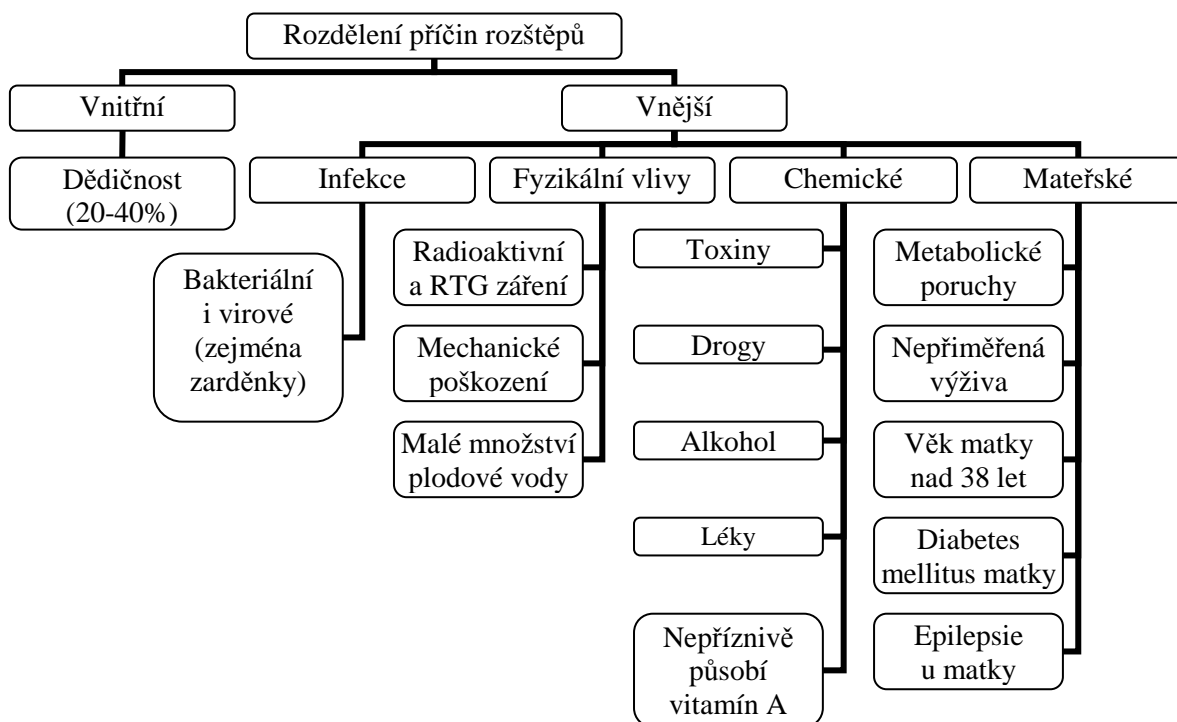 Rozdělení příčin rozštěpů
Vnitřní
Vnější
Dědičnost
(20-40%)
Infekce
Fyzikální vlivy
Chemické
Mateřské
Bakteriální
i virové
(zejména
zarděnky)
Radioaktivní
a RTG záření
Mechanické
poškození
Malé množství
plodové vody
Toxiny
Drogy
Alkohol
Léky
Nepříznivě
působí
vitamín A
Metabolické
poruchy
Nepřiměřená
výživa
Věk matky
nad 38 let
Diabetes
mellitus matky
Epilepsie
u matky